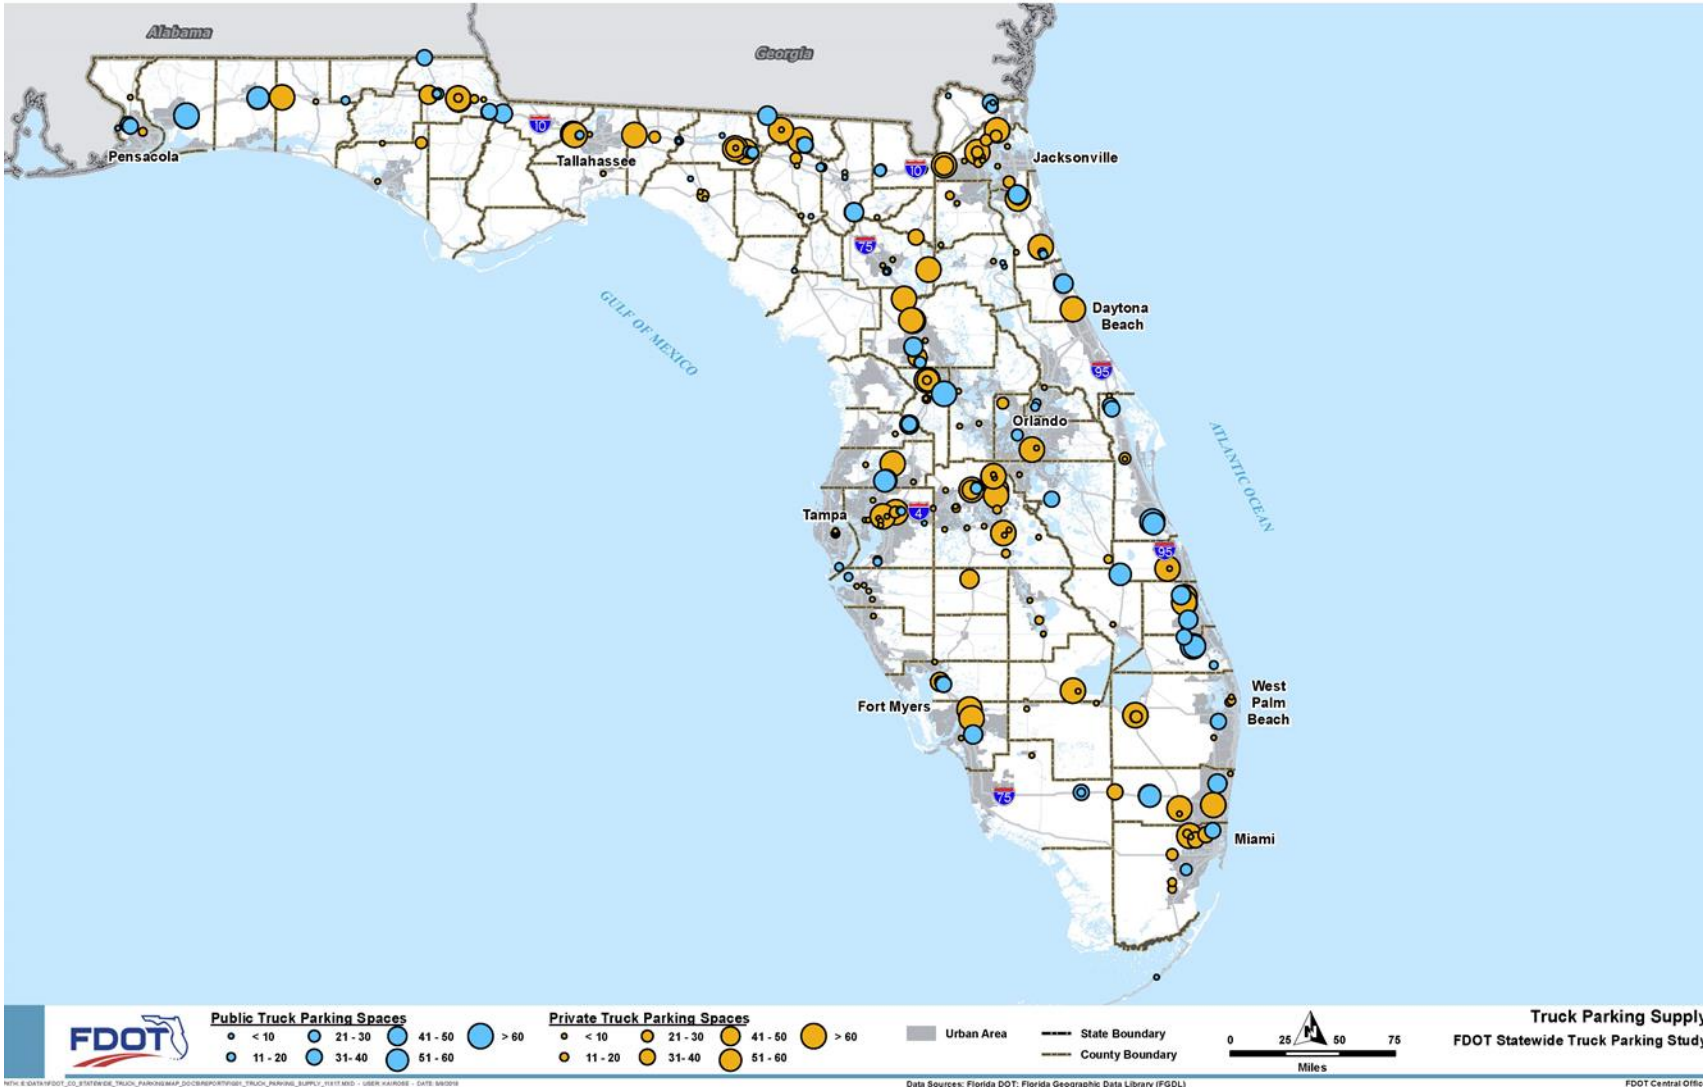 Alabama
Georgia
10
Pensacola
Tallahassee
10
Jacksonville
75
GULF OF MEXICO
Daytona
Beach
95
Orlando
ATLANTIC OCEAN
Tampa
4
95
Fort Myers
West
Palm
Beach
75
Miami
FDOT
Public Truck Parking Spaces
< 10
21 - 30
41 - 50
> 60
11 - 20
31- 40
51 - 60
Private Truck Parking Spaces
< 10
21 - 30
41 - 50
> 60
11 - 20
31- 40
51 - 60
Urban Area
State Boundary
County Boundary
N
0 25 50 75
Miles
Truck Parking Supply
FDOT Statewide Truck Parking Study
Data Sources: Florida DOT; Florida Geographic Data Library (FGDL)
FDOT Central Offic